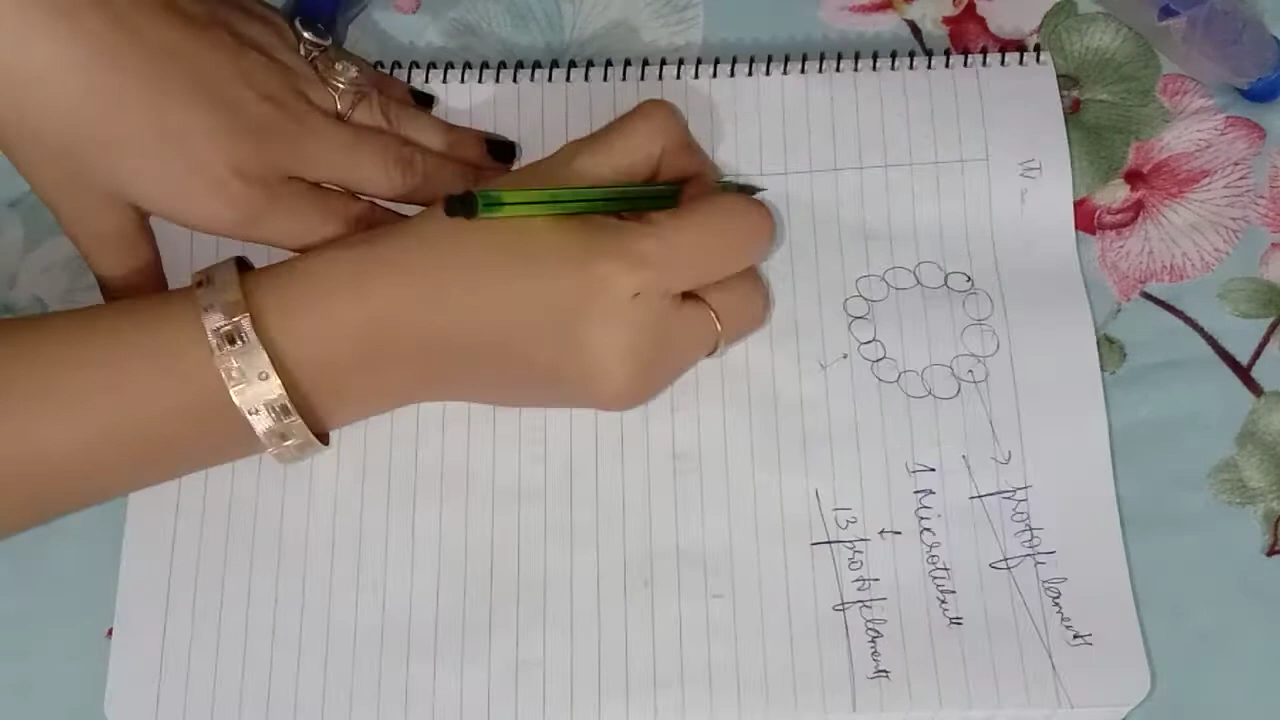 protofilaments
1 Microtubule
↓
13 protofilaments